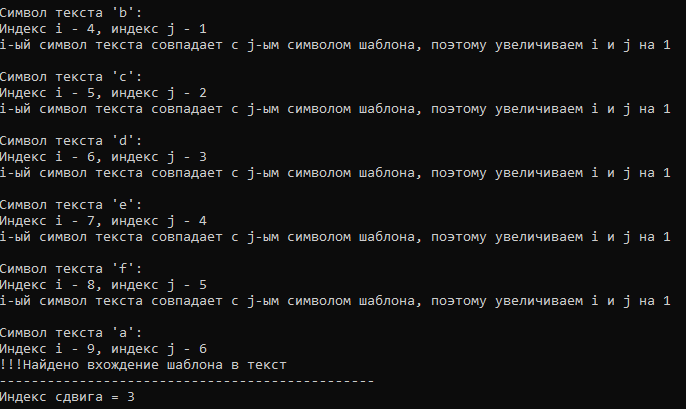 Символ текста 'b':
Индекс i - 4, индекс j - 1
i-ый символ текста совпадает с j-ым символом шаблона, поэтому увеличиваем i и j на 1
Символ текста 'c':
Индекс i - 5, индекс j - 2
i-ый символ текста совпадает с j-ым символом шаблона, поэтому увеличиваем i и j на 1
Символ текста 'd':
Индекс i - 6, индекс j - 3
i-ый символ текста совпадает с j-ым символом шаблона, поэтому увеличиваем i и j на 1
Символ текста 'e':
Индекс i - 7, индекс j - 4
i-ый символ текста совпадает с j-ым символом шаблона, поэтому увеличиваем i и j на 1
Символ текста 'f':
Индекс i - 8, индекс j - 5
i-ый символ текста совпадает с j-ым символом шаблона, поэтому увеличиваем i и j на 1
Символ текста 'a':
Индекс i - 9, индекс j - 6
!!!Найдено вхождение шаблона в текст
-----------------------------------------------
Индекс сдвига = 3